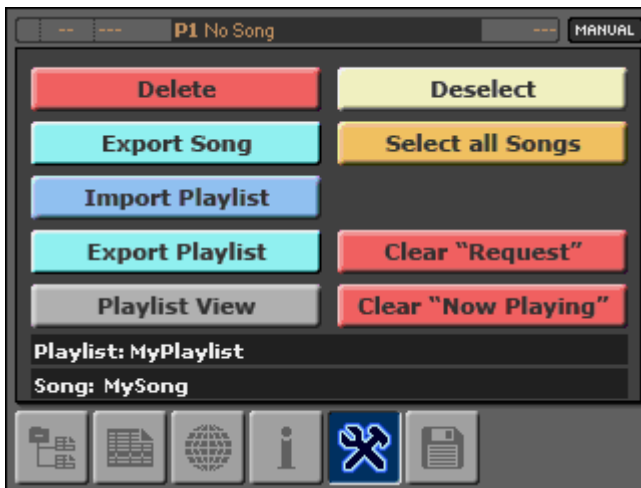 -- --- P1 No Song --- MANUAL
Delete Deselect
Export Song Select all Songs
Import Playlist
Export Playlist Clear “Request”
Playlist View Clear “Now Playing”
Playlist: MyPlaylist
Song: MySong